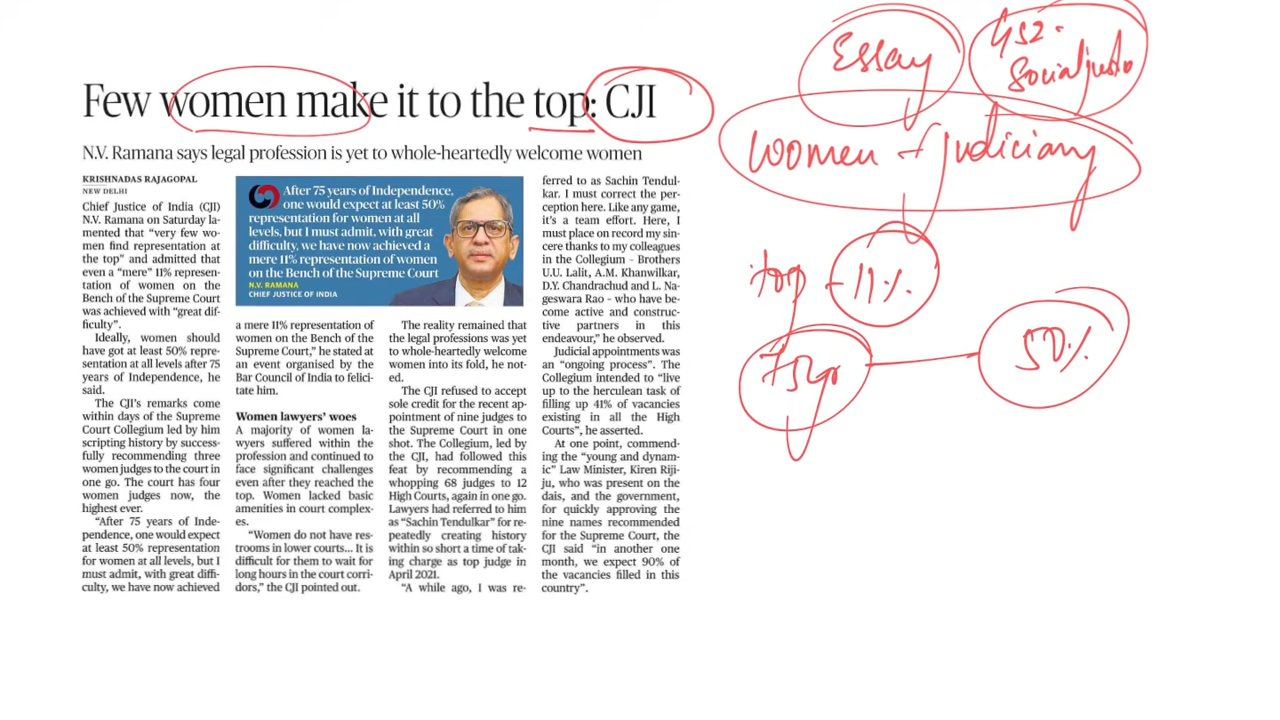 Few women make it to the top: CJI
N.V. Ramana says legal profession is yet to whole-heartedly welcome women
KRISHNADAS RAJAGOPAL
NEW DELHI
Chief Justice of India (CJI)
N.V. Ramana on Saturday la-
mented that “very few wo-
men find representation at
the top” and admitted that
even a “mere” 11% represen-
tation of women on the
Bench of the Supreme Court
was achieved with “great dif-
ficulty”.
Ideally, women should
have got at least 50% repre-
sentation at all levels after 75
years of Independence, he
said.
The CJI’s remarks come
within days of the Supreme
Court Collegium led by him
scripting history by success-
fully recommending three
women judges to the court in
one go. The court has four
women judges now, the
highest ever.
“After 75 years of Inde-
pendence, one would expect
at least 50% representation
for women at all levels, but I
must admit, with great diffi-
culty, we have now achieved
After 75 years of Independence,
one would expect at least 50%
representation for women at all
levels, but I must admit, with great
difficulty, we have now achieved a
mere 11% representation of women
on the Bench of the Supreme Court
N.V. RAMANA
CHIEF JUSTICE OF INDIA
a mere 11% representation of
women on the Bench of the
Supreme Court,” he stated at
an event organised by the
Bar Council of India to felici-
tate him.
Women lawyers’ woes
A majority of women la-
wyers suffered within the
profession and continued to
face significant challenges
even after they reached the
top. Women lacked basic
amenities in court complex-
es.
“Women do not have res-
trooms in lower courts... It is
difficult for them to wait for
long hours in the court corri-
dors,” the CJI pointed out.
The reality remained that
the legal professions was yet
to whole-heartedly welcome
women into its fold, he not-
ed.
The CJI refused to accept
sole credit for the recent ap-
pointment of nine judges to
the Supreme Court in one
shot. The Collegium, led by
the CJI, had followed this
feat by recommending a
whopping 68 judges to 12
High Courts, again in one go.
Lawyers had referred to him
as “Sachin Tendulkar” for re-
peatedly creating history
within so short a time of tak-
ing charge as top judge in
April 2021.
“A while ago, I was re-
ferred to as Sachin Tendul-
kar. I must correct the per-
ception here. Like any game,
it’s a team effort. Here, I
must place on record my sin-
cere thanks to my colleagues
in the Collegium – Brothers
U.U. Lalit, A.M. Khanwilkar,
D.Y. Chandrachud and L. Na-
geswara Rao – who have be-
come active and construc-
tive partners in this
endeavour,” he observed.
Judicial appointments was
an “ongoing process”. The
Collegium intended to “live
up to the herculean task of
filling up 41% of vacancies
existing in all the High
Courts”, he asserted.
At one point, commend-
ing the “young and dynam-
ic” Law Minister, Kiren Riji-
ju, who was present on the
dais, and the government,
for quickly approving the
nine names recommended
for the Supreme Court, the
CJI said “in another one
month, we expect 90% of
the vacancies filled in this
country”.
Essay
GS2 -
Social justice
Women + judiciary
top - 11%
75yr
50%